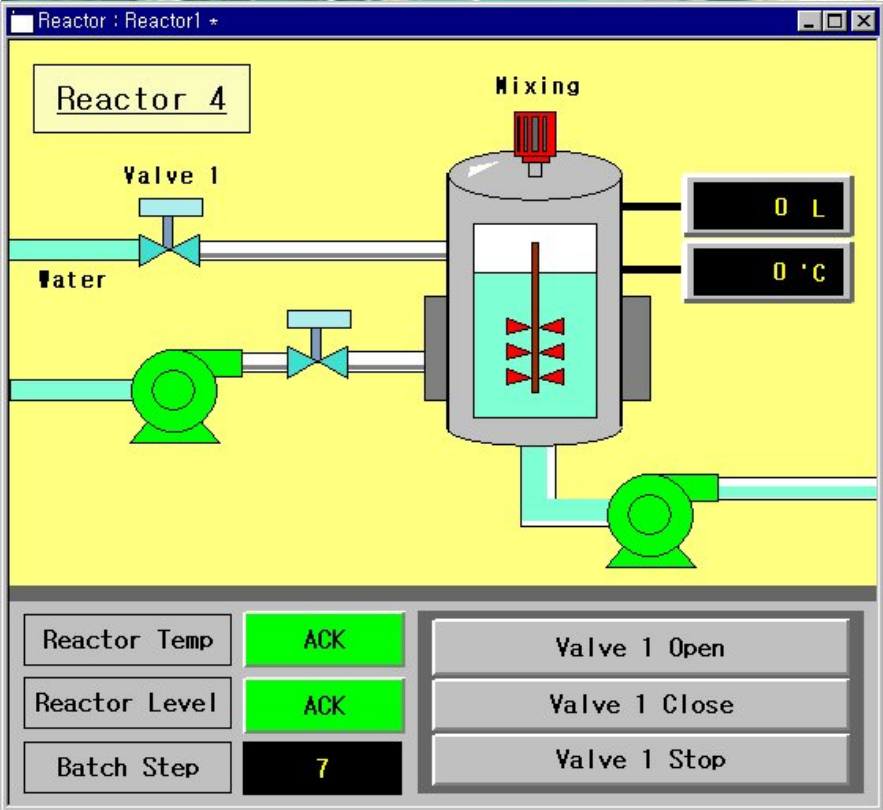 Reactor : Reactor1 *
Reactor 4
Mixing
Valve 1
0 L
0 'C
Water
Reactor Temp
ACK
Valve 1 Open
Reactor Level
ACK
Valve 1 Close
Batch Step
7
Valve 1 Stop